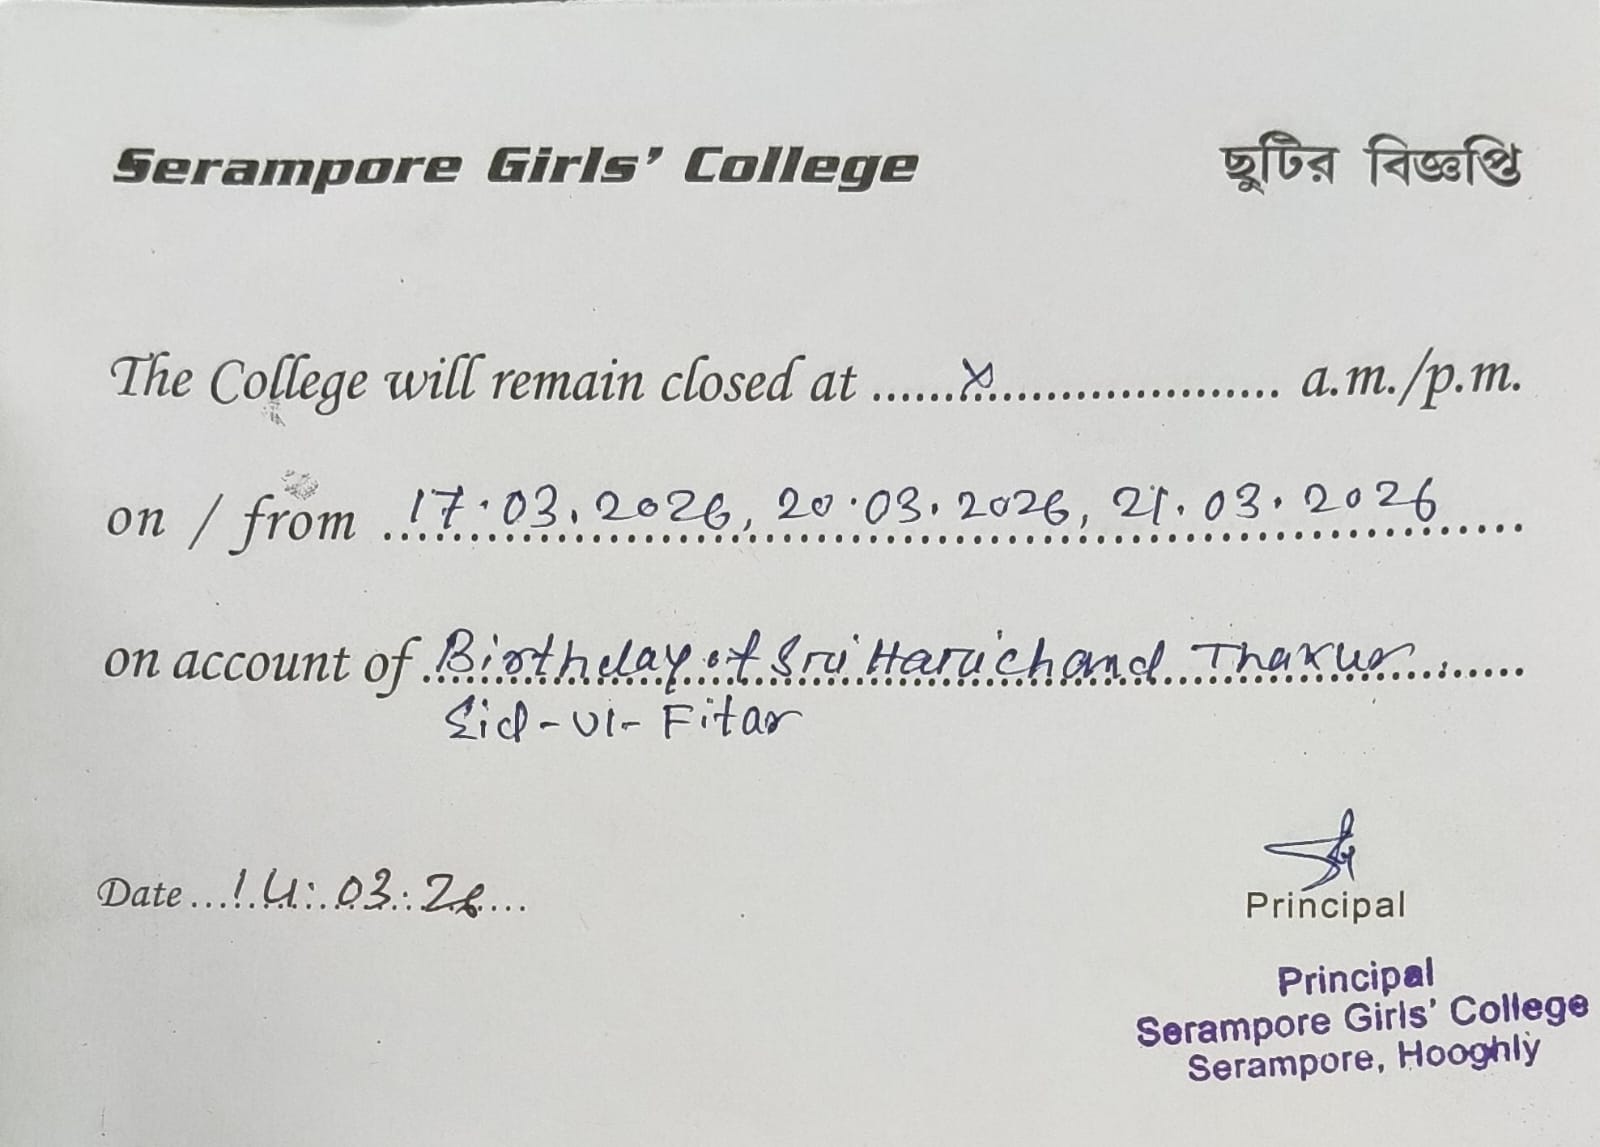 Serampore Girls' College ছুটির বিজ্ঞপ্তি
The College will remain closed at ......x..................... a.m./p.m.
on / from 17.03.2026, 20.03.2026, 21.03.2026
on account of Birthday of Sri Harichand Thakur
Eid-ul-Fitar
Date 14.03.26
Principal
Principal
Serampore Girls' College
Serampore, Hooghly